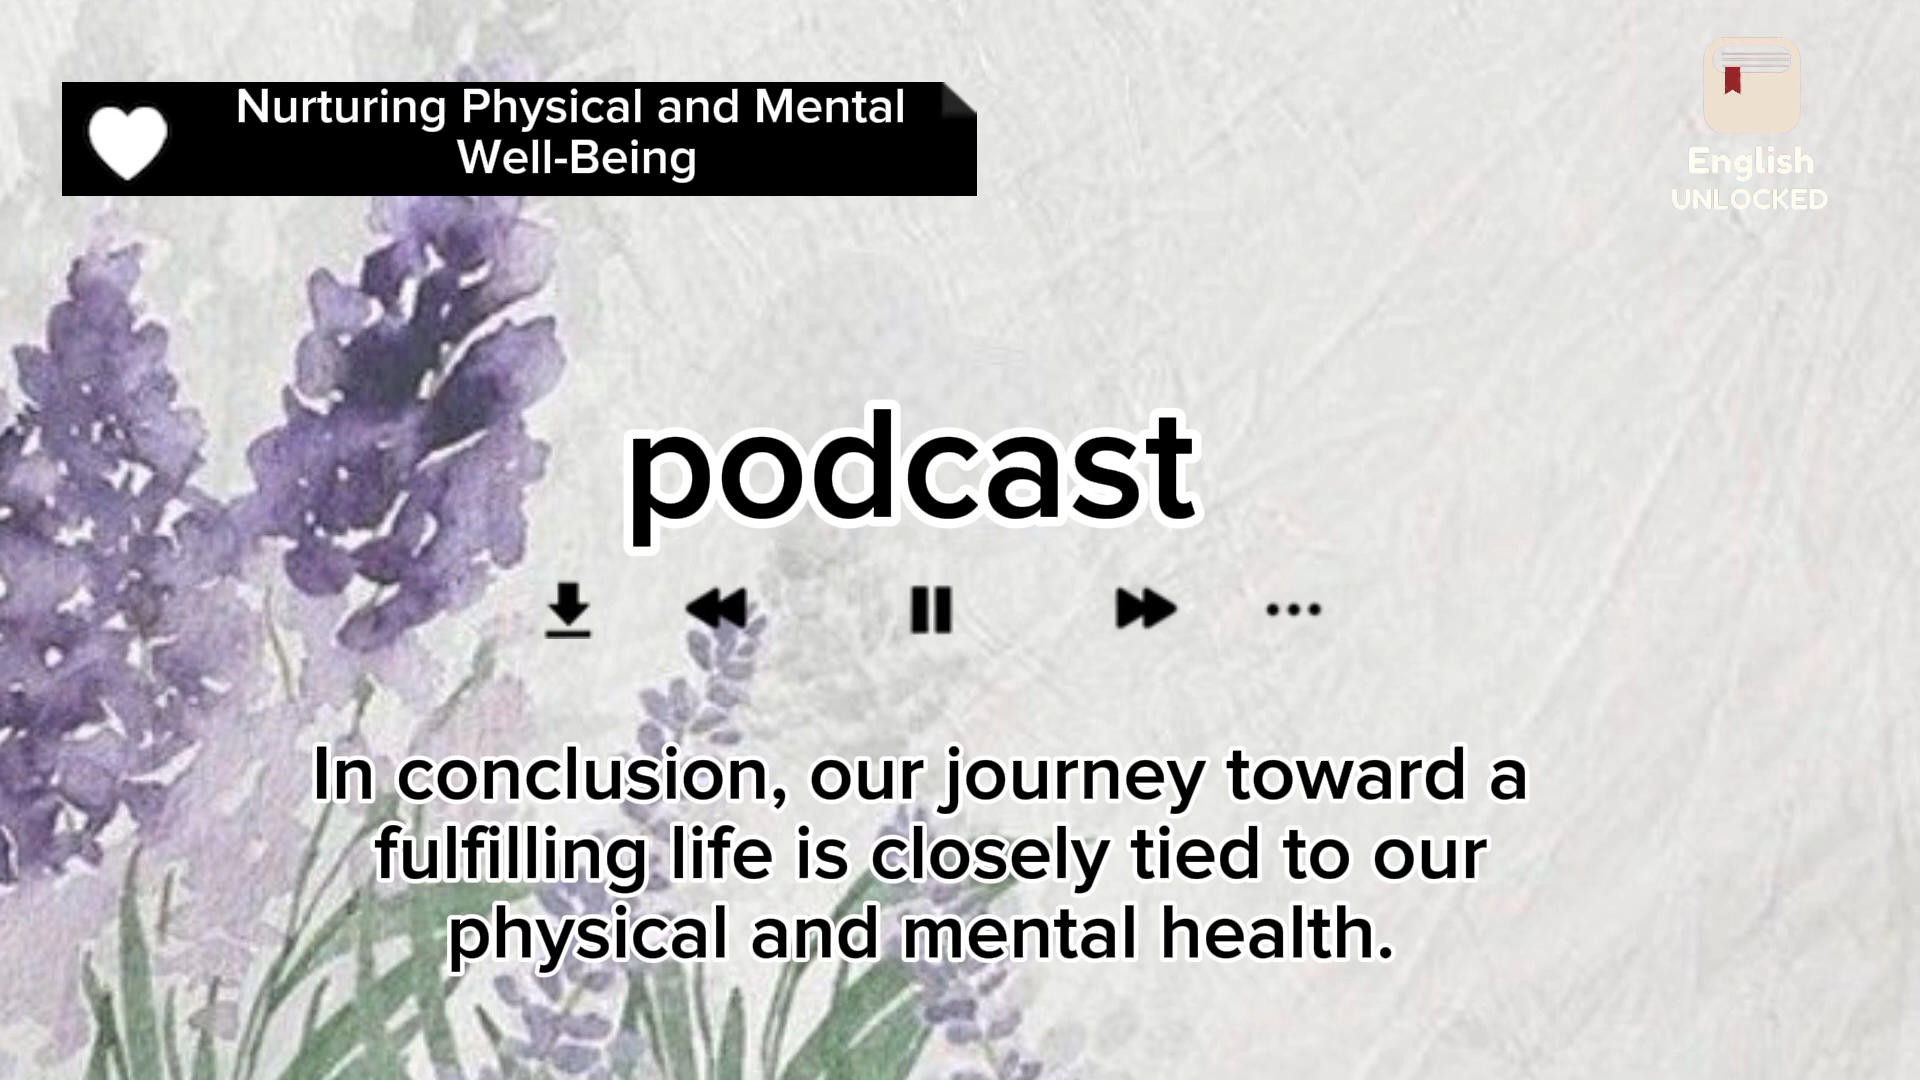 Nurturing Physical and Mental
Well-Being
English
UNLOCKED
podcast
In conclusion, our journey toward a
fulfilling life is closely tied to our
physical and mental health.